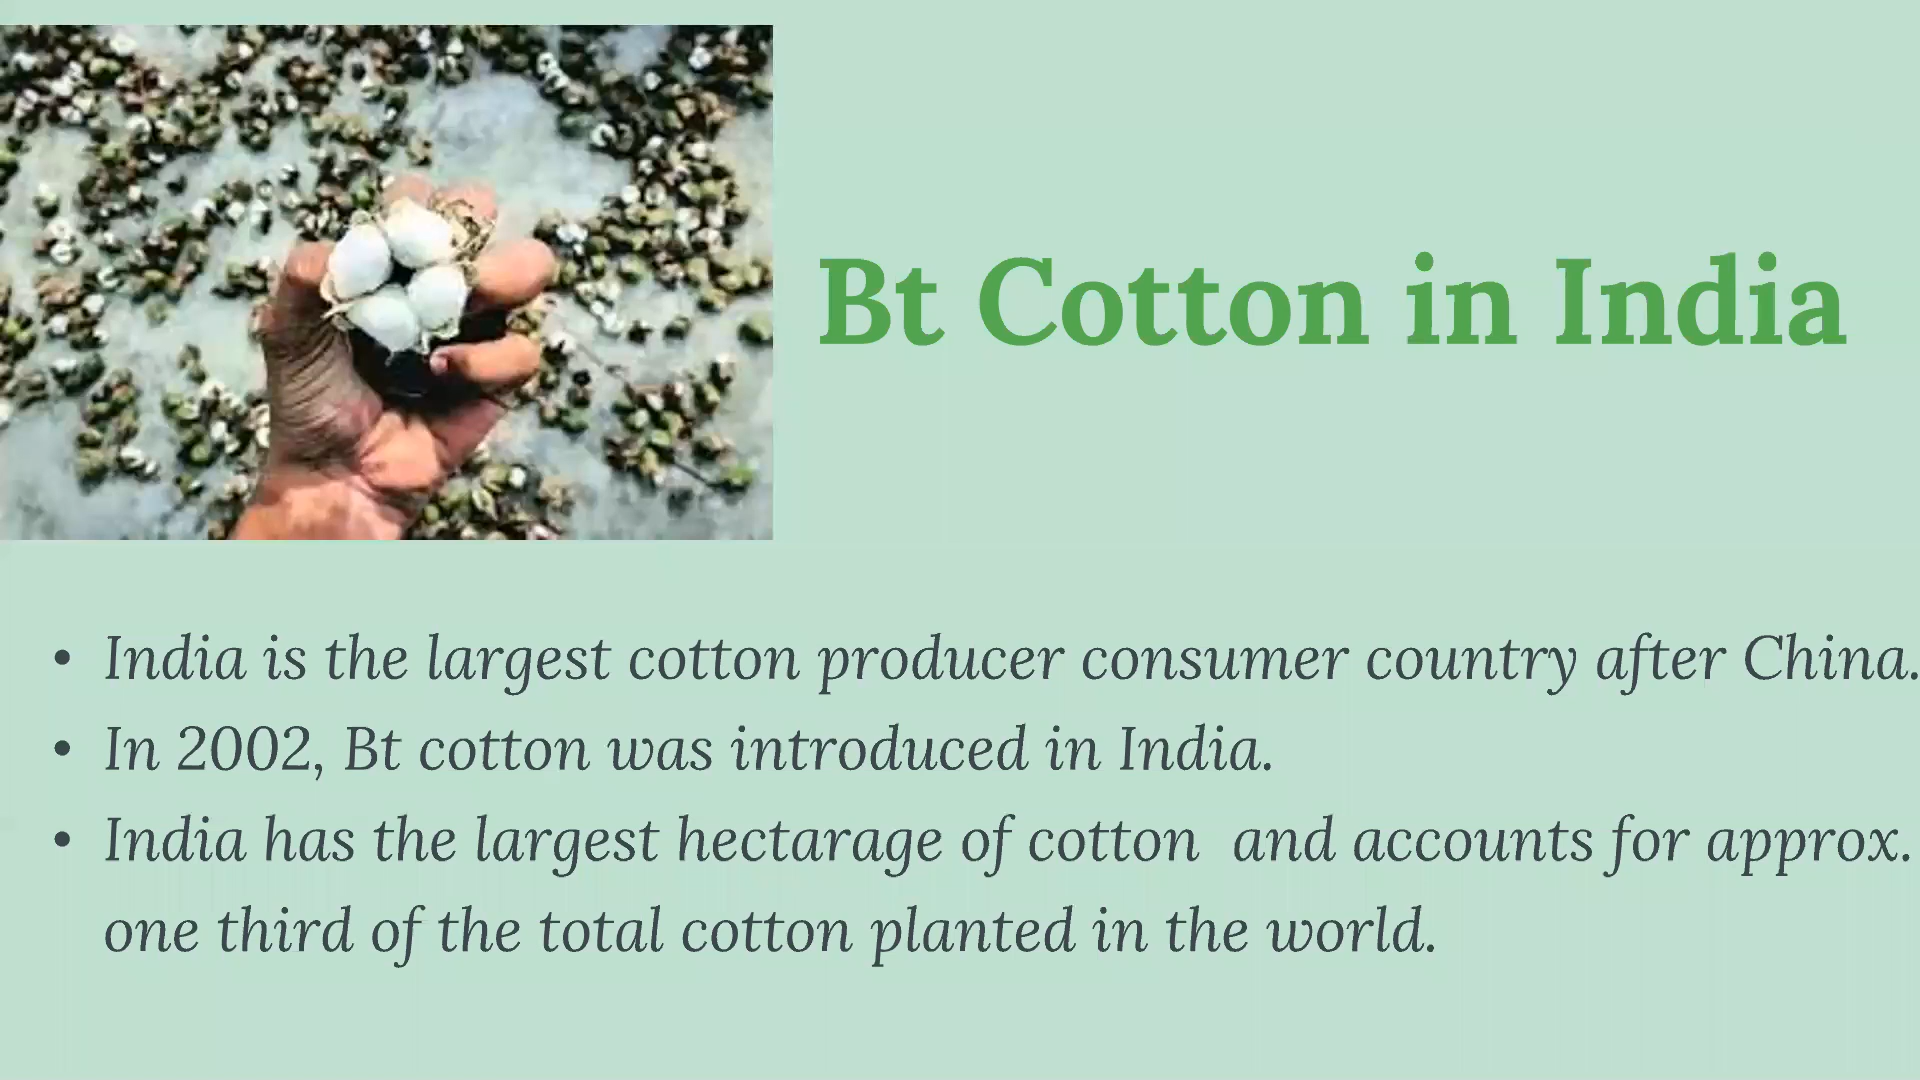 Bt Cotton in India
• India is the largest cotton producer consumer country after China.
• In 2002, Bt cotton was introduced in India.
• India has the largest hectarage of cotton  and accounts for approx.
one third of the total cotton planted in the world.